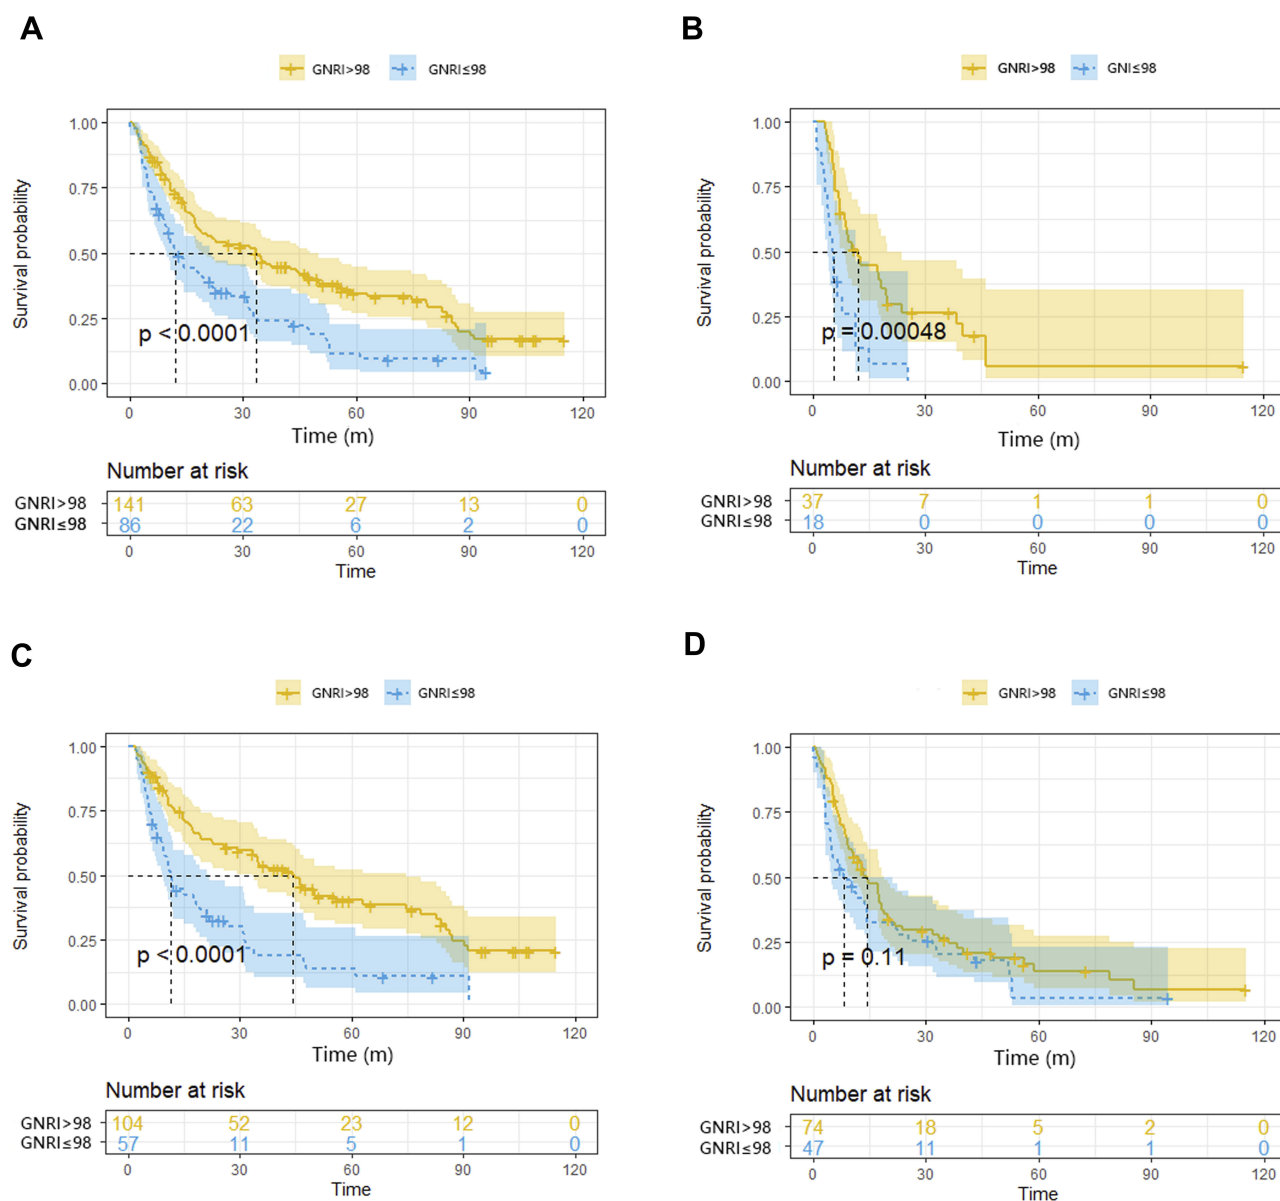 A
GNRI>98 GNRI≤98
Survival probability
1.00
0.75
0.50
0.25
0.00
p < 0.0001
0 30 60 90 120
Time (m)
Number at risk
GNRI>98 141 63 27 13 0
GNRI≤98 86 22 6 2 0
0 30 60 90 120
Time
B
GNRI>98 GNI≤98
Survival probability
1.00
0.75
0.50
0.25
0.00
p = 0.00048
0 30 60 90 120
Time (m)
Number at risk
GNRI>98 37 7 1 1 0
GNRI≤98 18 0 0 0 0
0 30 60 90 120
Time
C
GNRI>98 GNRI≤98
Survival probability
1.00
0.75
0.50
0.25
0.00
p < 0.0001
0 30 60 90 120
Time (m)
Number at risk
GNRI>98 104 52 23 12 0
GNRI≤98 57 11 5 1 0
0 30 60 90 120
Time
D
GNRI>98 GNRI≤98
Survival probability
1.00
0.75
0.50
0.25
0.00
p = 0.11
0 30 60 90 120
Time (m)
Number at risk
GNRI>98 74 18 5 2 0
GNRI≤98 47 11 1 1 0
0 30 60 90 120
Time